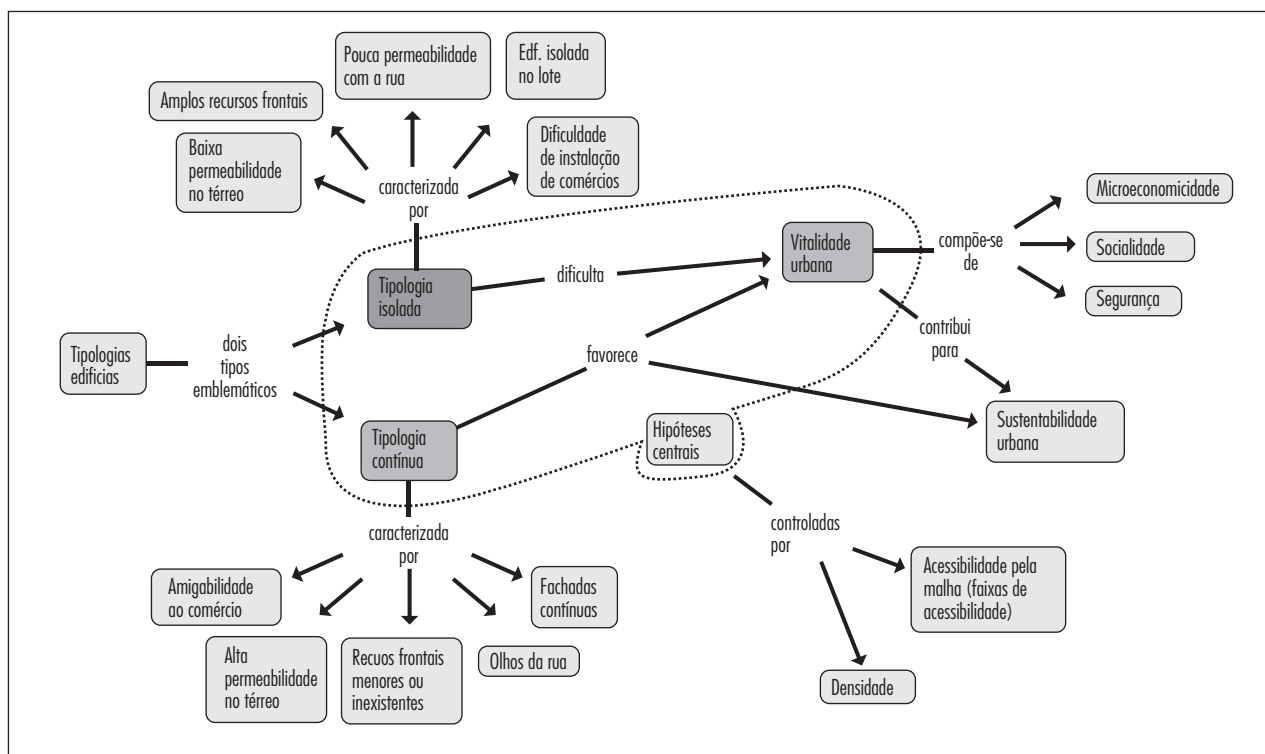 Pouca permeabilidade
com a rua
Edf. isolada
no lote
Amplos recursos frontais
Baixa
permeabilidade
no térreo
caracterizada
por
Dificuldade
de instalação
de comércios
Tipologia
isolada
dificulta
Vitalidade
urbana
compõe-se
de
Microeconomicidade
Socialidade
Segurança
contribui
para
Tipologias
edificias
dois
tipos
emblemáticos
favorece
Tipologia
contínua
Hipóteses
centrais
Sustentabilidade
urbana
caracterizada
por
controladas
por
Amigabilidade
ao comércio
Fachadas
contínuas
Acessibilidade pela
malha (faixas de
acessibilidade)
Alta
permeabilidade
no térreo
Recuos frontais
menores ou
inexistentes
Olhos da rua
Densidade